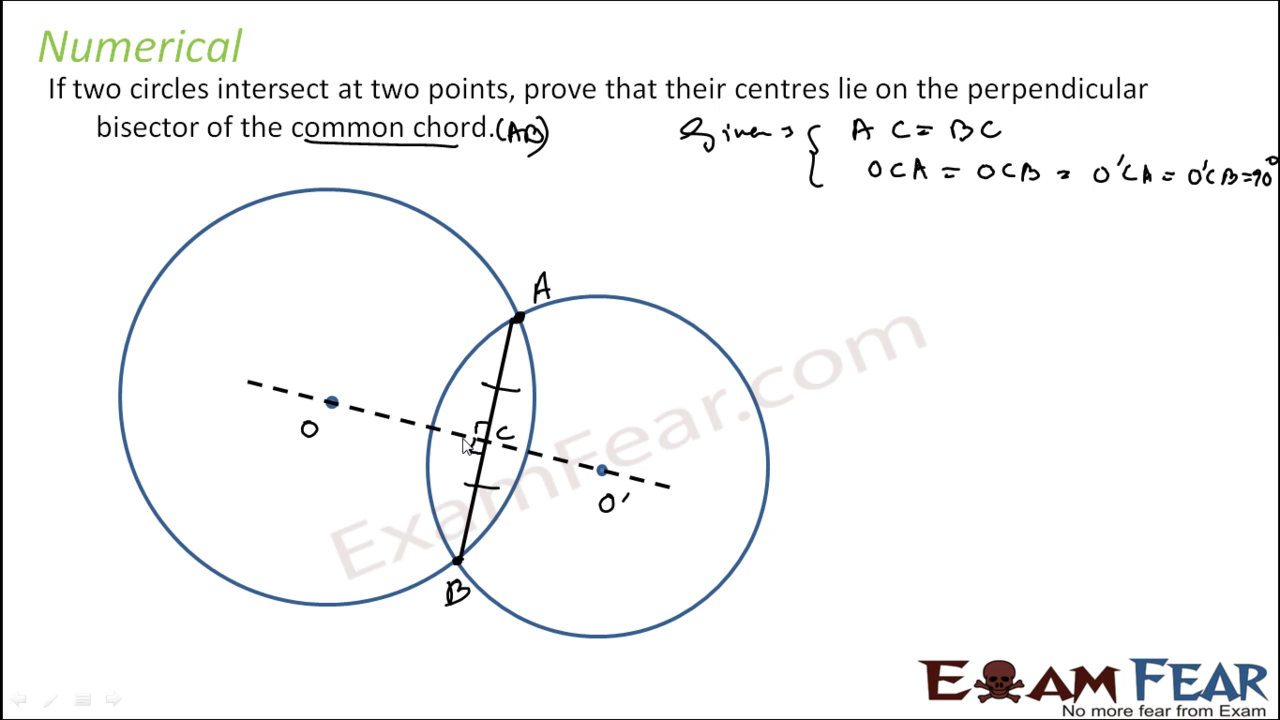 Numerical
If two circles intersect at two points, prove that their centres lie on the perpendicular
bisector of the common chord. (AB)
Given → { AC = BC
OCA = OCB = O'CA = O'CB = 90°
A
O
C
O'
B
ExamFear.com
EXAM FEAR
No more fear from Exam